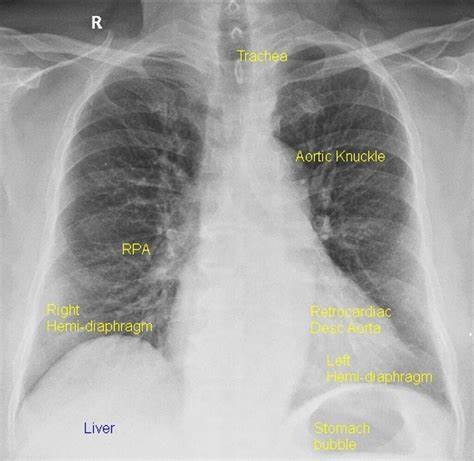 R
Trachea
Aortic Knuckle
RPA
Right
Hemi-diaphragm
Retrocardiac
Desc Aorta
Left
Hemi-diaphragm
Liver
Stomach
bubble